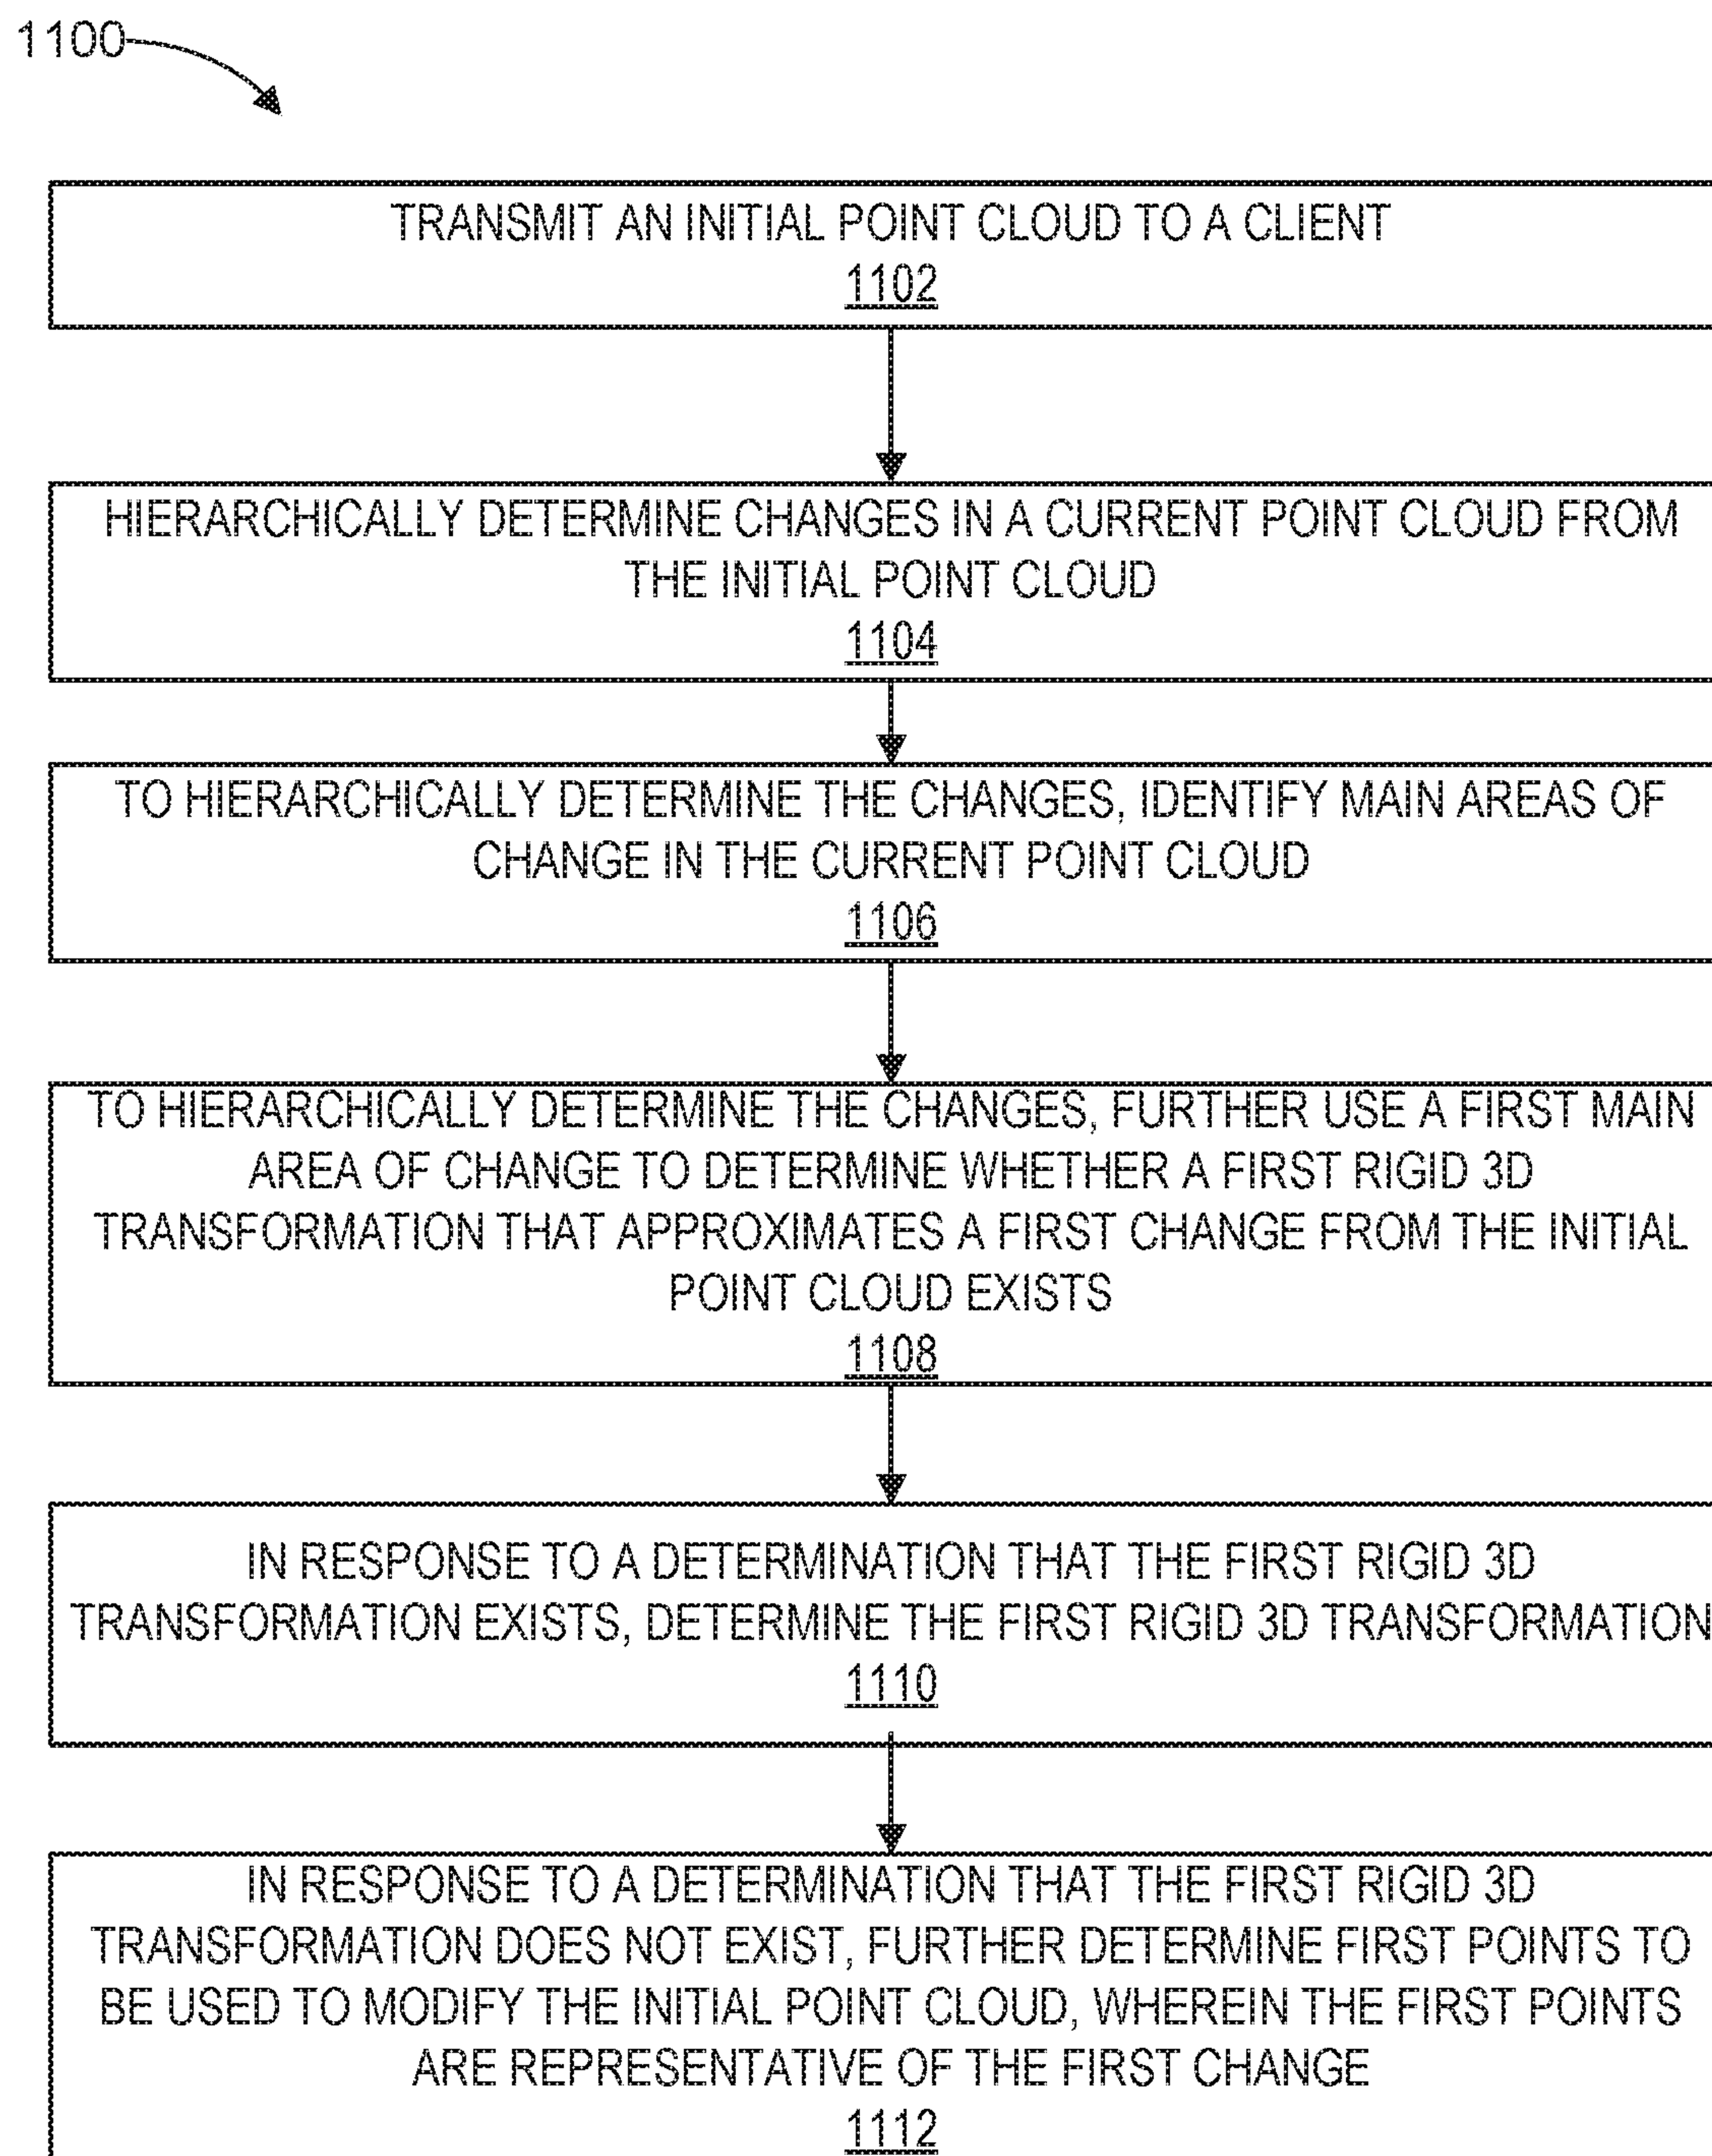 1100
TRANSMIT AN INITIAL POINT CLOUD TO A CLIENT
1102
HIERARCHICALLY DETERMINE CHANGES IN A CURRENT POINT CLOUD FROM
THE INITIAL POINT CLOUD
1104
TO HIERARCHICALLY DETERMINE THE CHANGES, IDENTIFY MAIN AREAS OF
CHANGE IN THE CURRENT POINT CLOUD
1106
TO HIERARCHICALLY DETERMINE THE CHANGES, FURTHER USE A FIRST MAIN
AREA OF CHANGE TO DETERMINE WHETHER A FIRST RIGID 3D
TRANSFORMATION THAT APPROXIMATES A FIRST CHANGE FROM THE INITIAL
POINT CLOUD EXISTS
1108
IN RESPONSE TO A DETERMINATION THAT THE FIRST RIGID 3D
TRANSFORMATION EXISTS, DETERMINE THE FIRST RIGID 3D TRANSFORMATION
1110
IN RESPONSE TO A DETERMINATION THAT THE FIRST RIGID 3D
TRANSFORMATION DOES NOT EXIST, FURTHER DETERMINE FIRST POINTS TO
BE USED TO MODIFY THE INITIAL POINT CLOUD, WHEREIN THE FIRST POINTS
ARE REPRESENTATIVE OF THE FIRST CHANGE
1112